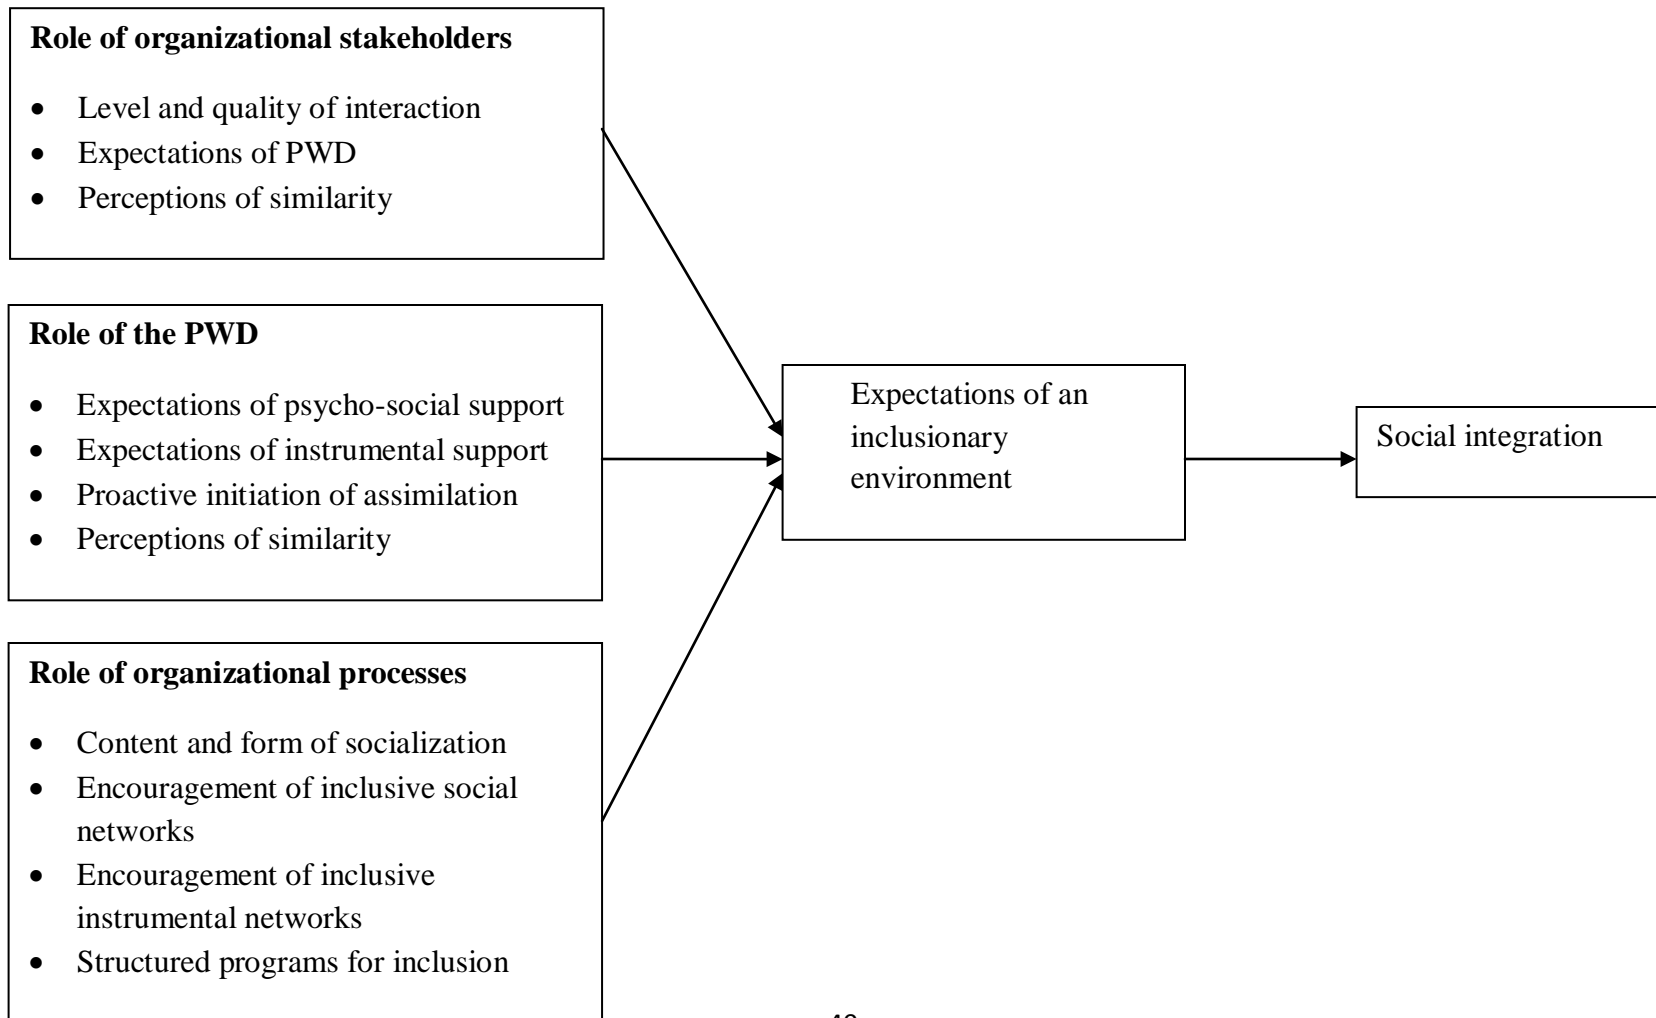 Role of organizational stakeholders
• Level and quality of interaction
• Expectations of PWD
• Perceptions of similarity
Role of the PWD
• Expectations of psycho-social support
• Expectations of instrumental support
• Proactive initiation of assimilation
• Perceptions of similarity
Role of organizational processes
• Content and form of socialization
• Encouragement of inclusive social
networks
• Encouragement of inclusive
instrumental networks
• Structured programs for inclusion
Expectations of an
inclusionary
environment
Social integration